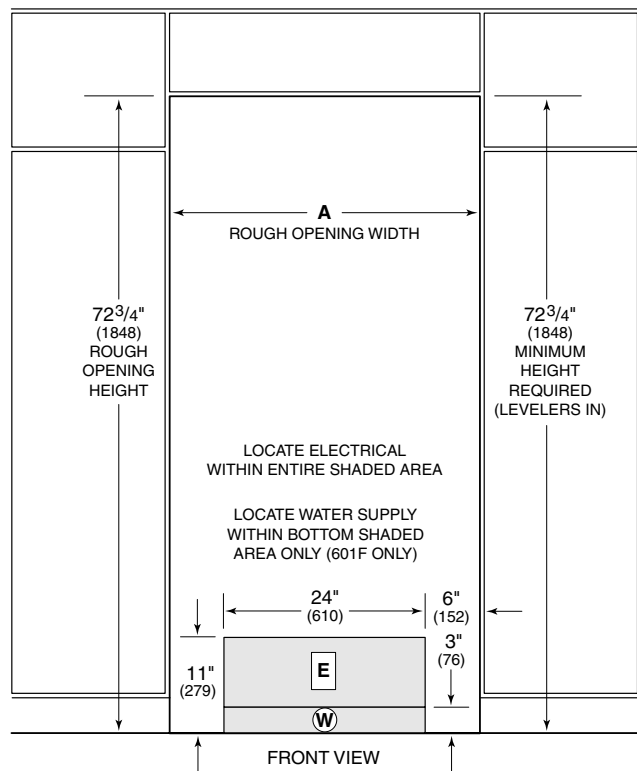 A
ROUGH OPENING WIDTH
72 3/4"
(1848)
ROUGH
OPENING
HEIGHT
72 3/4"
(1848)
MINIMUM
HEIGHT
REQUIRED
(LEVELERS IN)
LOCATE ELECTRICAL
WITHIN ENTIRE SHADED AREA
LOCATE WATER SUPPLY
WITHIN BOTTOM SHADED
AREA ONLY (601F ONLY)
24"
(610)
6"
(152)
3"
(76)
11"
(279)
E
W
FRONT VIEW